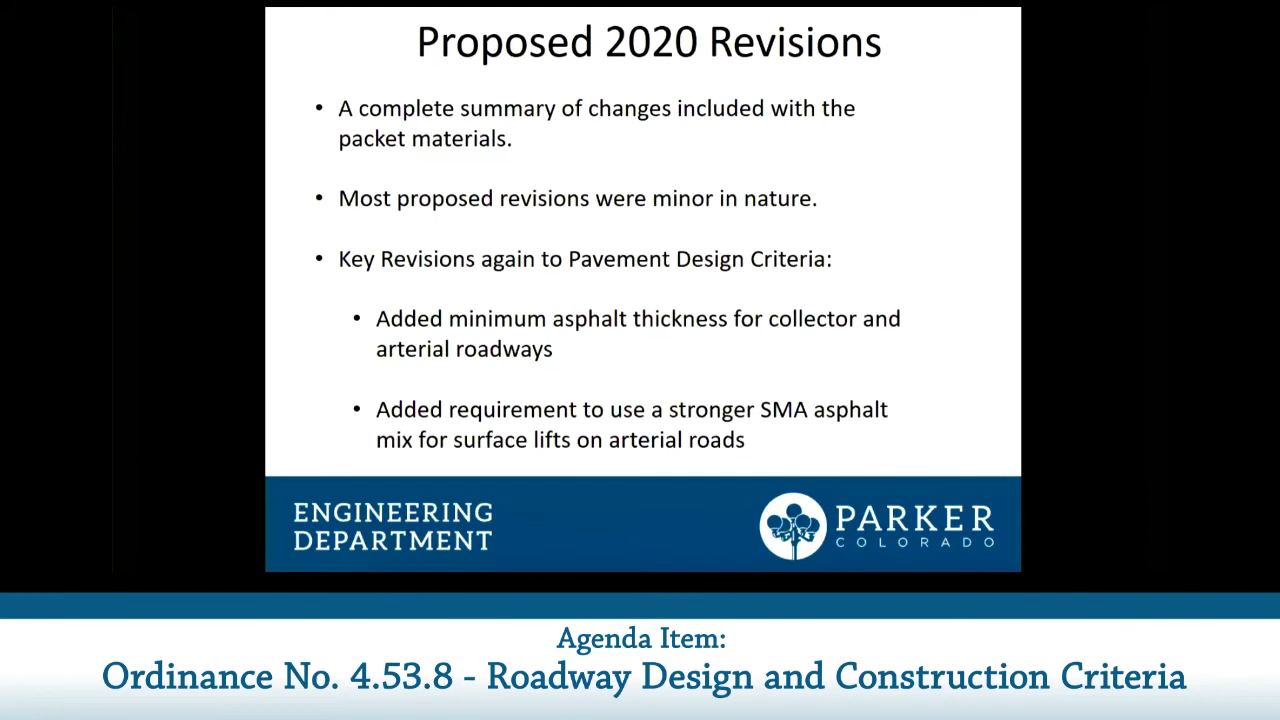 Proposed 2020 Revisions
• A complete summary of changes included with the
packet materials.
• Most proposed revisions were minor in nature.
• Key Revisions again to Pavement Design Criteria:
• Added minimum asphalt thickness for collector and
arterial roadways
• Added requirement to use a stronger SMA asphalt
mix for surface lifts on arterial roads
ENGINEERING
DEPARTMENT
PARKER
COLORADO
Agenda Item:
Ordinance No. 4.53.8 - Roadway Design and Construction Criteria